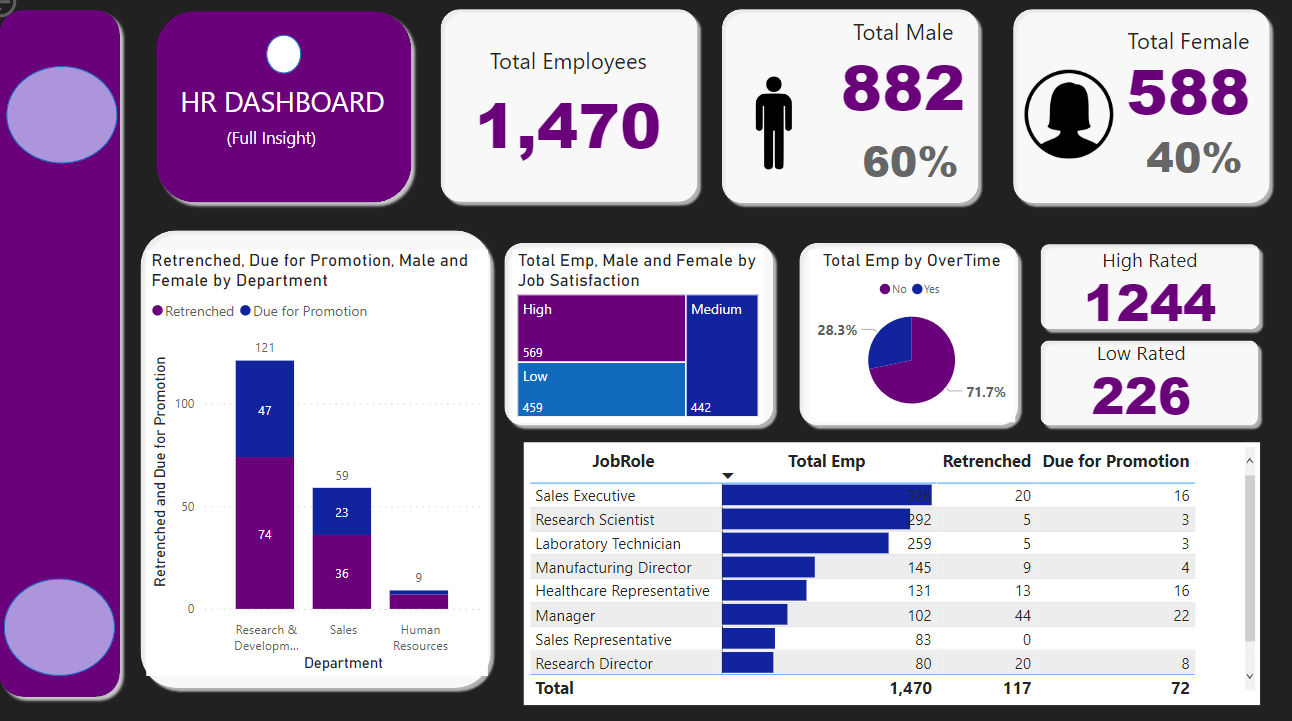 HR DASHBOARD
(Full Insight)
Total Employees
1,470
Total Male
882
60%
Total Female
588
40%
Retrenched, Due for Promotion, Male and
Female by Department
Retrenched Due for Promotion
Retrenched and Due for Promotion
100
50
0
121
47
74
59
23
36
9
Research &
Developm...
Sales
Human
Resources
Department
Total Emp, Male and Female by
Job Satisfaction
High
569
Low
459
Medium
442
Total Emp by OverTime
No Yes
28.3%
71.7%
High Rated
1244
Low Rated
226
JobRole Total Emp Retrenched Due for Promotion
Sales Executive 326 20 16
Research Scientist 292 5 3
Laboratory Technician 259 5 3
Manufacturing Director 145 9 4
Healthcare Representative 131 13 16
Manager 102 44 22
Sales Representative 83 0
Research Director 80 20 8
Total 1,470 117 72